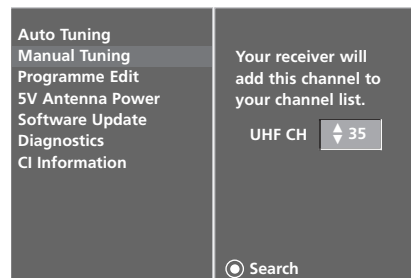 Auto Tuning
Manual Tuning
Programme Edit
5V Antenna Power
Software Update
Diagnostics
CI Information
Your receiver will
add this channel to
your channel list.
UHF CH 35
Search